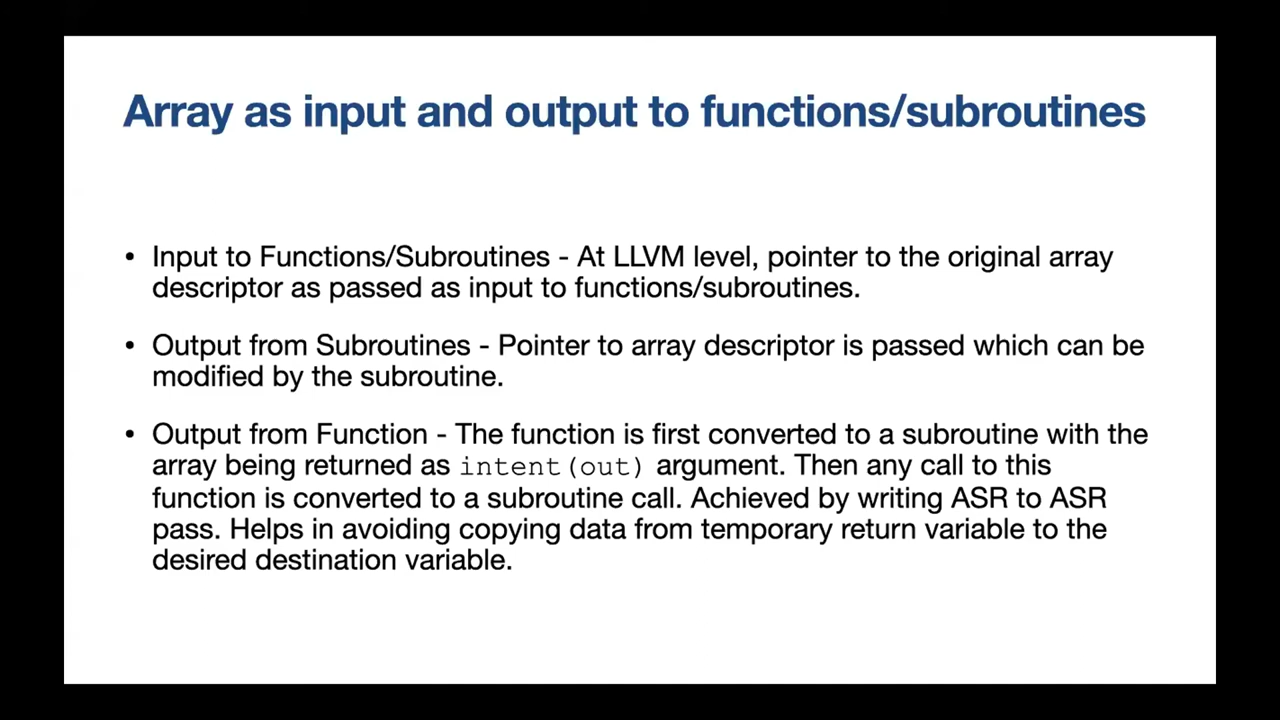 Array as input and output to functions/subroutines
• Input to Functions/Subroutines - At LLVM level, pointer to the original array
descriptor as passed as input to functions/subroutines.
• Output from Subroutines - Pointer to array descriptor is passed which can be
modified by the subroutine.
• Output from Function - The function is first converted to a subroutine with the
array being returned as intent(out) argument. Then any call to this
function is converted to a subroutine call. Achieved by writing ASR to ASR
pass. Helps in avoiding copying data from temporary return variable to the
desired destination variable.